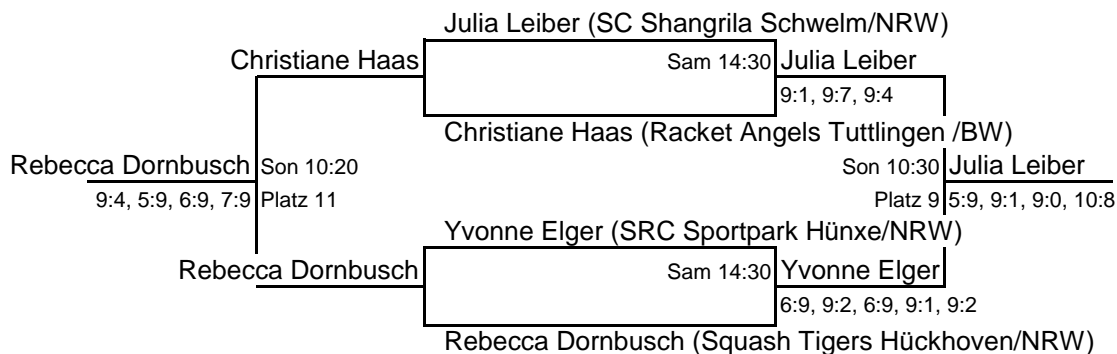 Julia Leiber (SC Shangrila Schwelm/NRW)
Christiane Haas Sam 14:30 Julia Leiber
9:1, 9:7, 9:4
Christiane Haas (Racket Angels Tuttlingen /BW)
Rebecca Dornbusch Son 10:20 Son 10:30 Julia Leiber
9:4, 5:9, 6:9, 7:9 Platz 11 Platz 9 5:9, 9:1, 9:0, 10:8
Yvonne Elger (SRC Sportpark Hünxe/NRW)
Rebecca Dornbusch Sam 14:30 Yvonne Elger
6:9, 9:2, 6:9, 9:1, 9:2
Rebecca Dornbusch (Squash Tigers Hückhoven/NRW)